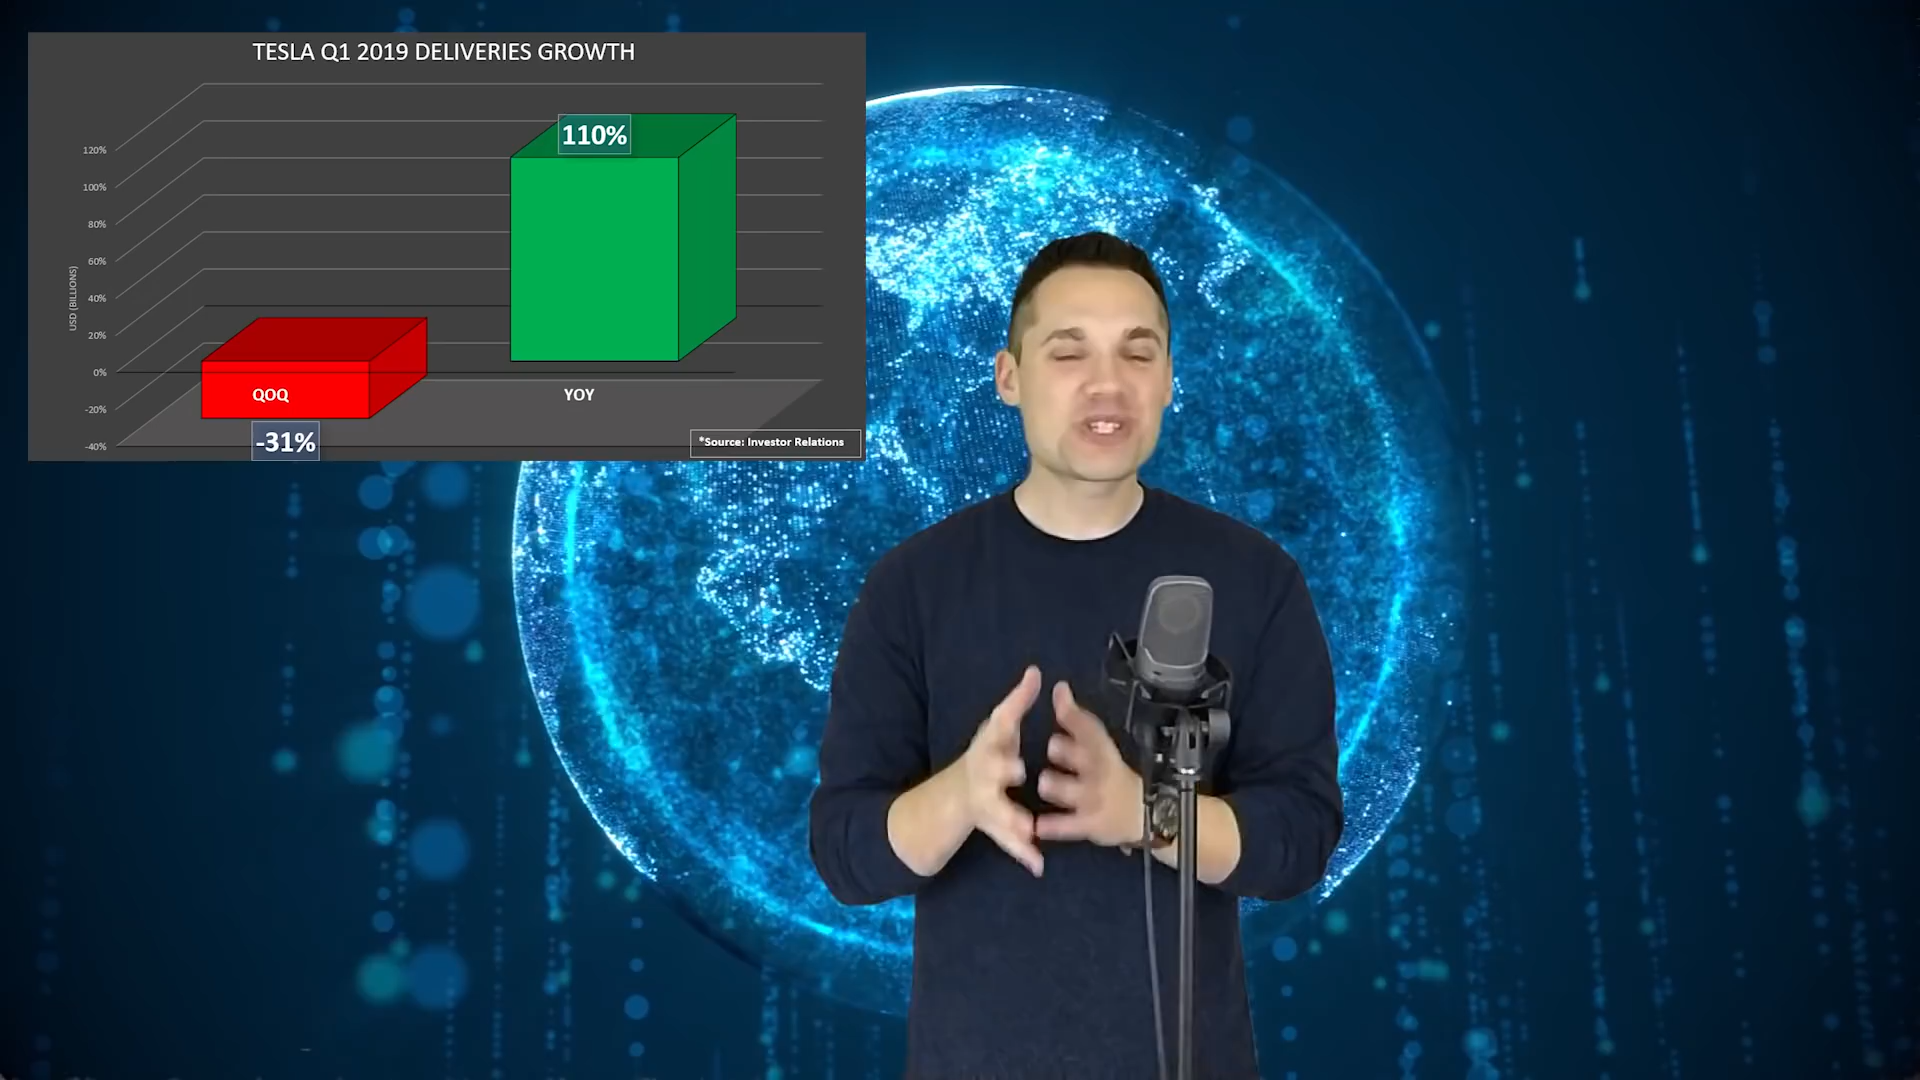 TESLA Q1 2019 DELIVERIES GROWTH
120%
100%
80%
60%
40%
20%
0%
-20%
-40%
USD (BILLIONS)
110%
QOQ
YOY
-31%
*Source: Investor Relations